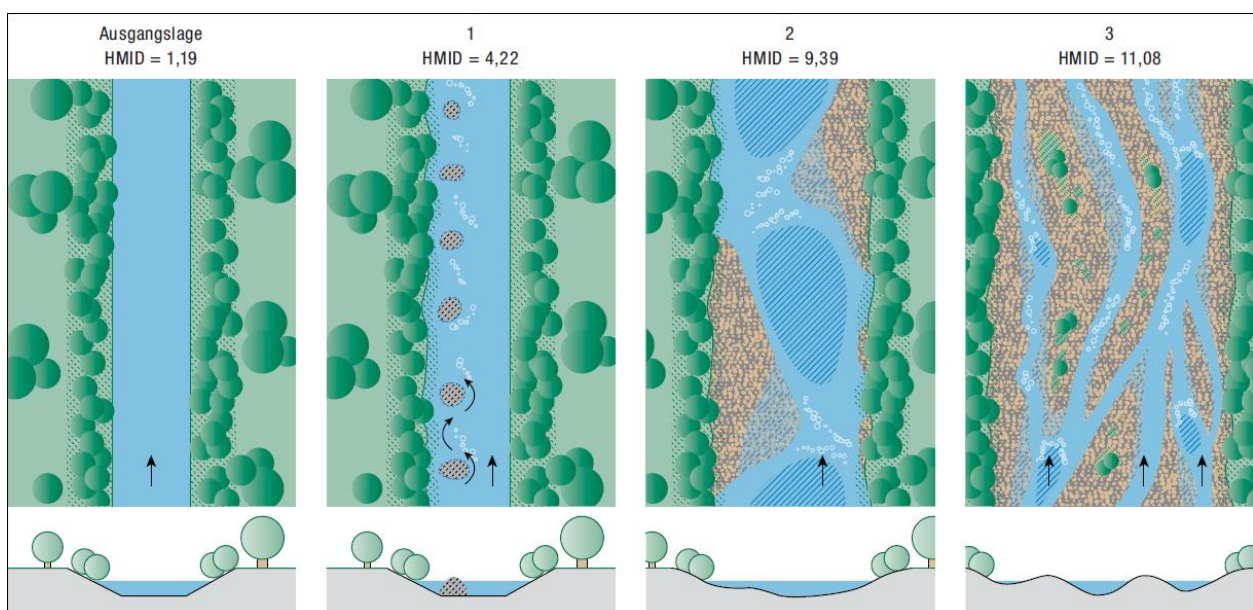 Ausgangslage
HMID = 1,19
1
HMID = 4,22
2
HMID = 9,39
3
HMID = 11,08